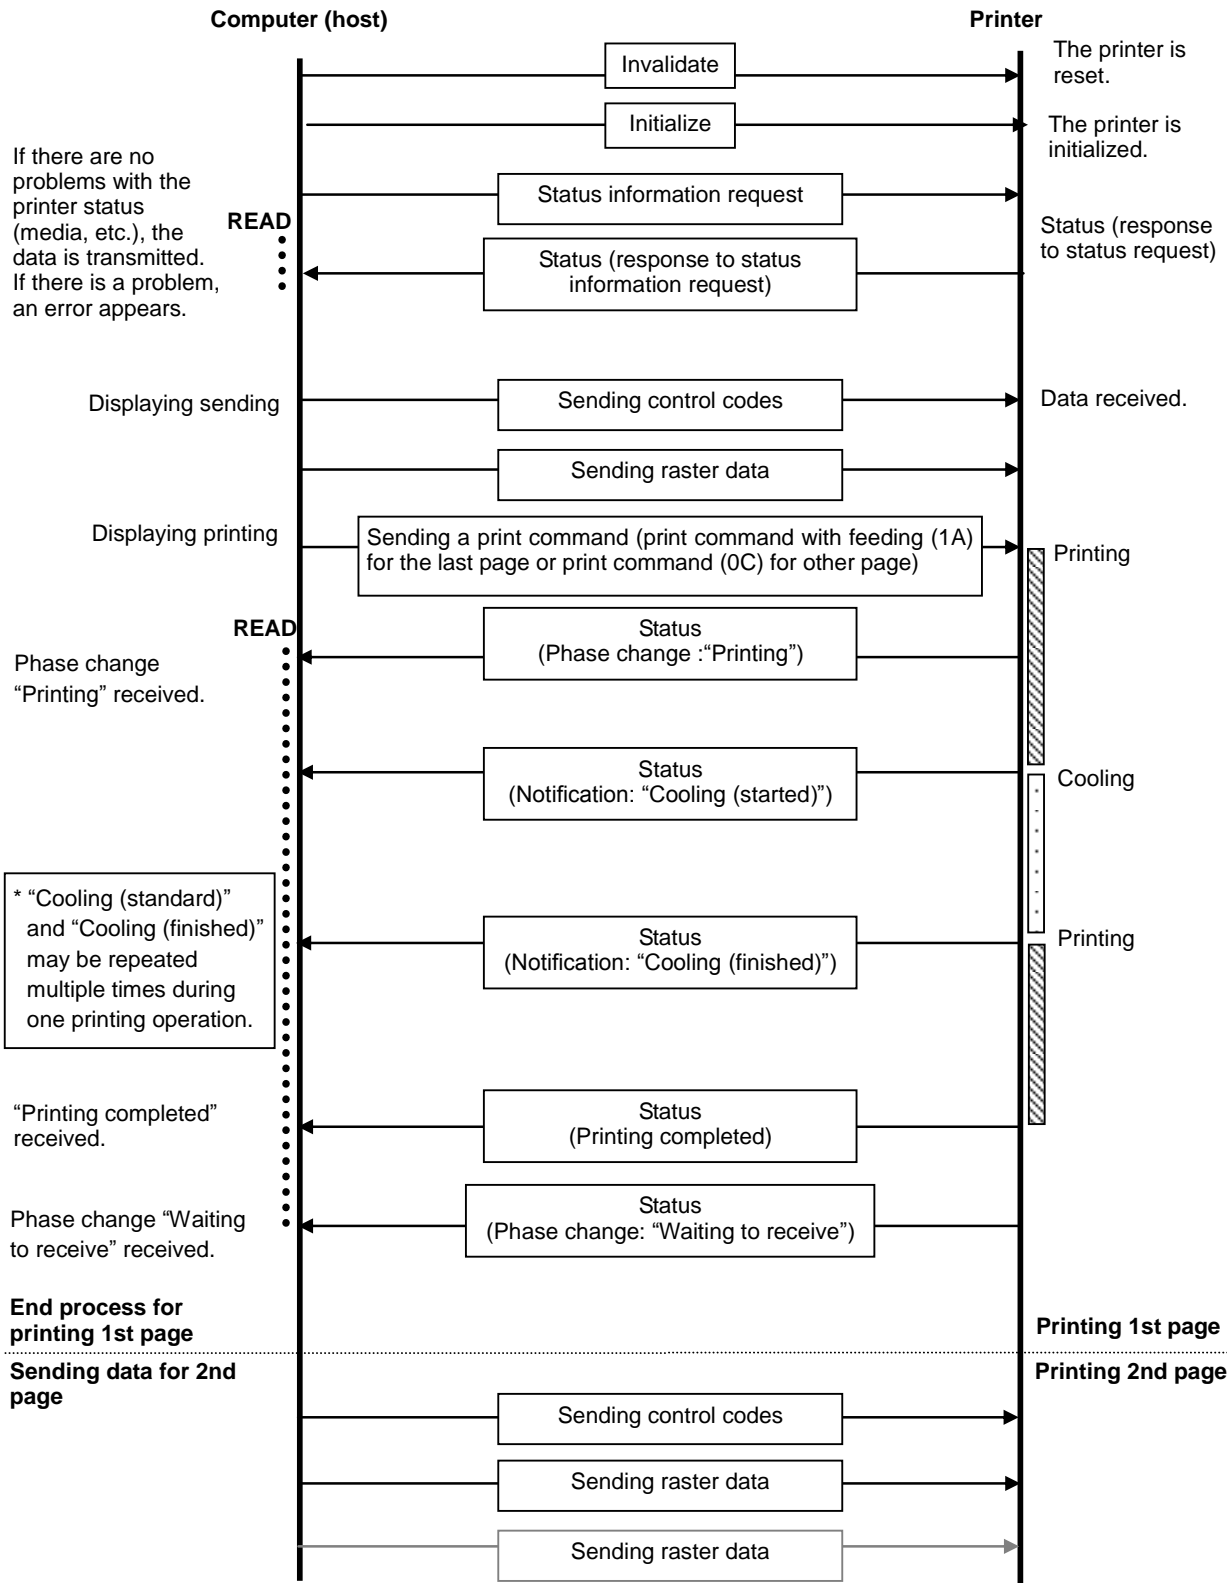 Computer (host)
Printer
Invalidate
The printer is
reset.
Initialize
The printer is
initialized.
If there are no
problems with the
printer status
(media, etc.), the
data is transmitted.
If there is a problem,
an error appears.
READ
Status information request
Status (response to status
information request)
Status (response
to status request)
Displaying sending
Sending control codes
Data received.
Sending raster data
Displaying printing
Sending a print command (print command with feeding (1A)
for the last page or print command (0C) for other page)
Printing
READ
Status
(Phase change :“Printing”)
Phase change
“Printing” received.
Status
(Notification: “Cooling (started)”)
Cooling
* “Cooling (standard)”
and “Cooling (finished)”
may be repeated
multiple times during
one printing operation.
Status
(Notification: “Cooling (finished)”)
Printing
“Printing completed”
received.
Status
(Printing completed)
Phase change “Waiting
to receive” received.
Status
(Phase change: “Waiting to receive”)
End process for
printing 1st page
Printing 1st page
Sending data for 2nd
page
Printing 2nd page
Sending control codes
Sending raster data
Sending raster data